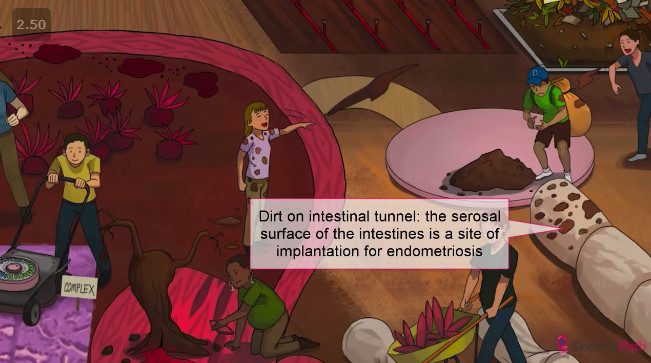 2.50
Dirt on intestinal tunnel: the serosal
surface of the intestines is a site of
implantation for endometriosis
COMPLEX